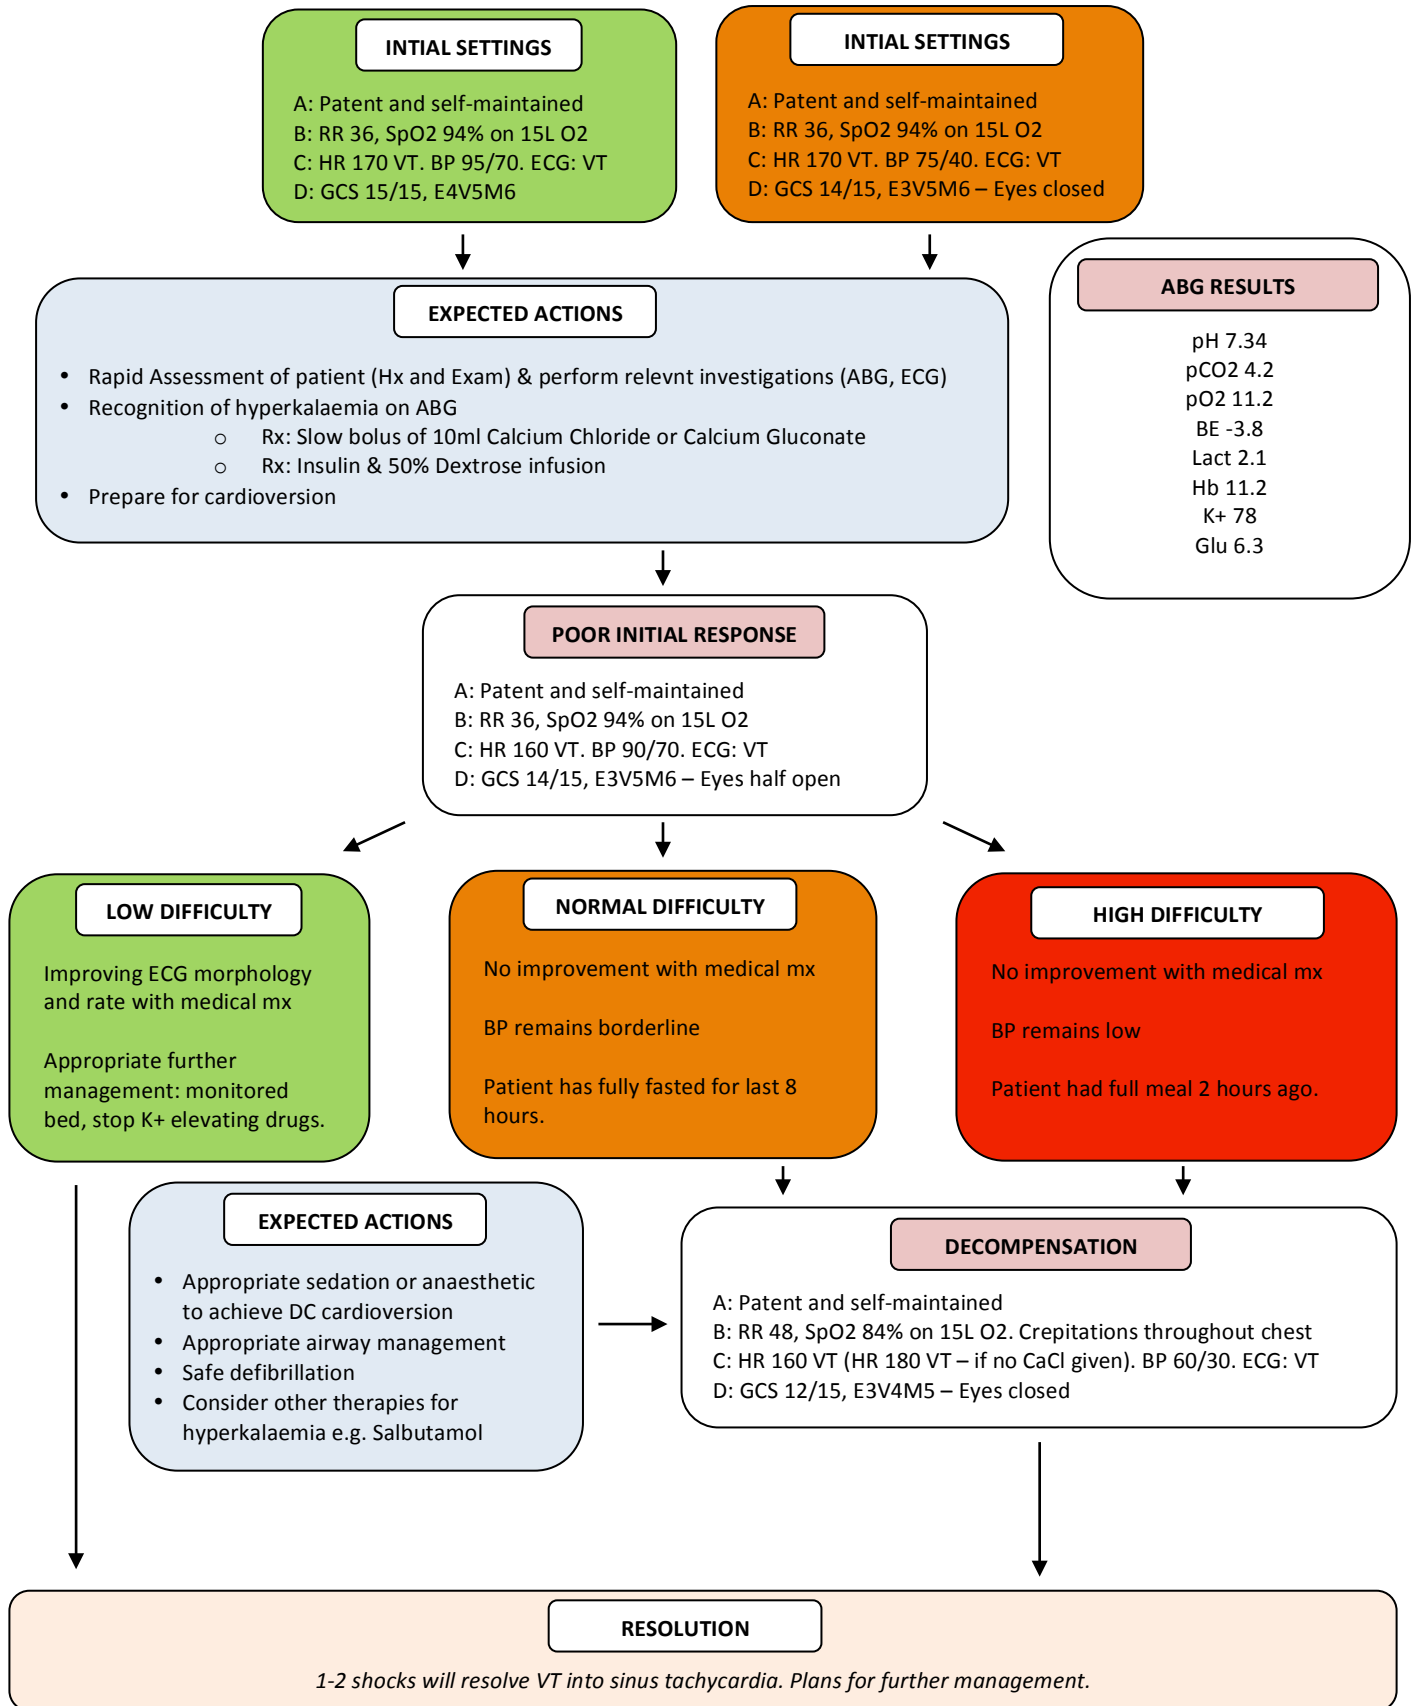 INTIAL SETTINGS
A: Patent and self-maintained
B: RR 36, SpO2 94% on 15L O2
C: HR 170 VT. BP 95/70. ECG: VT
D: GCS 15/15, E4V5M6
INTIAL SETTINGS
A: Patent and self-maintained
B: RR 36, SpO2 94% on 15L O2
C: HR 170 VT. BP 75/40. ECG: VT
D: GCS 14/15, E3V5M6 – Eyes closed
EXPECTED ACTIONS
• Rapid Assessment of patient (Hx and Exam) & perform relevnt investigations (ABG, ECG)
• Recognition of hyperkalaemia on ABG
o Rx: Slow bolus of 10ml Calcium Chloride or Calcium Gluconate
o Rx: Insulin & 50% Dextrose infusion
• Prepare for cardioversion
ABG RESULTS
pH 7.34
pCO2 4.2
pO2 11.2
BE -3.8
Lact 2.1
Hb 11.2
K+ 78
Glu 6.3
POOR INITIAL RESPONSE
A: Patent and self-maintained
B: RR 36, SpO2 94% on 15L O2
C: HR 160 VT. BP 90/70. ECG: VT
D: GCS 14/15, E3V5M6 – Eyes half open
LOW DIFFICULTY
Improving ECG morphology
and rate with medical mx
Appropriate further
management: monitored
bed, stop K+ elevating drugs.
NORMAL DIFFICULTY
No improvement with medical mx
BP remains borderline
Patient has fully fasted for last 8
hours.
HIGH DIFFICULTY
No improvement with medical mx
BP remains low
Patient had full meal 2 hours ago.
EXPECTED ACTIONS
• Appropriate sedation or anaesthetic
to achieve DC cardioversion
• Appropriate airway management
• Safe defibrillation
• Consider other therapies for
hyperkalaemia e.g. Salbutamol
DECOMPENSATION
A: Patent and self-maintained
B: RR 48, SpO2 84% on 15L O2. Crepitations throughout chest
C: HR 160 VT (HR 180 VT – if no CaCl given). BP 60/30. ECG: VT
D: GCS 12/15, E3V4M5 – Eyes closed
RESOLUTION
1-2 shocks will resolve VT into sinus tachycardia. Plans for further management.